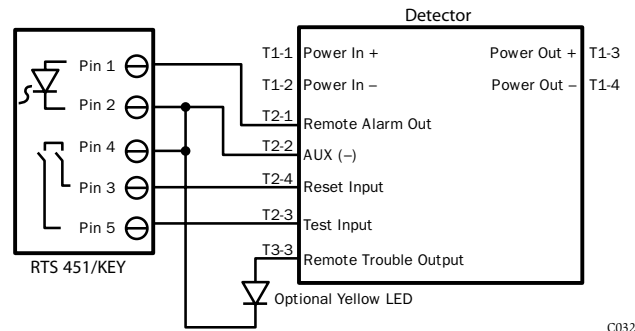 Detector
Pin 1
Pin 2
Pin 4
Pin 3
Pin 5
RTS 451/KEY
T1-1 Power In + Power Out + T1-3
T1-2 Power In – Power Out – T1-4
T2-1 Remote Alarm Out
T2-2 AUX (–)
T2-4 Reset Input
T2-3 Test Input
T3-3 Remote Trouble Output
Optional Yellow LED
C032